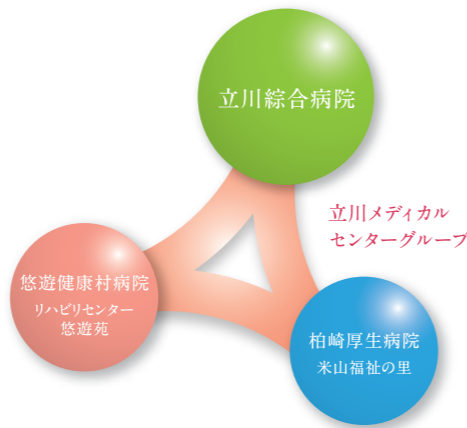 立川綜合病院
立川メディカル
センターグループ
悠遊健康村病院
リハビリセンター
悠遊苑
柏崎厚生病院
米山福祉の里